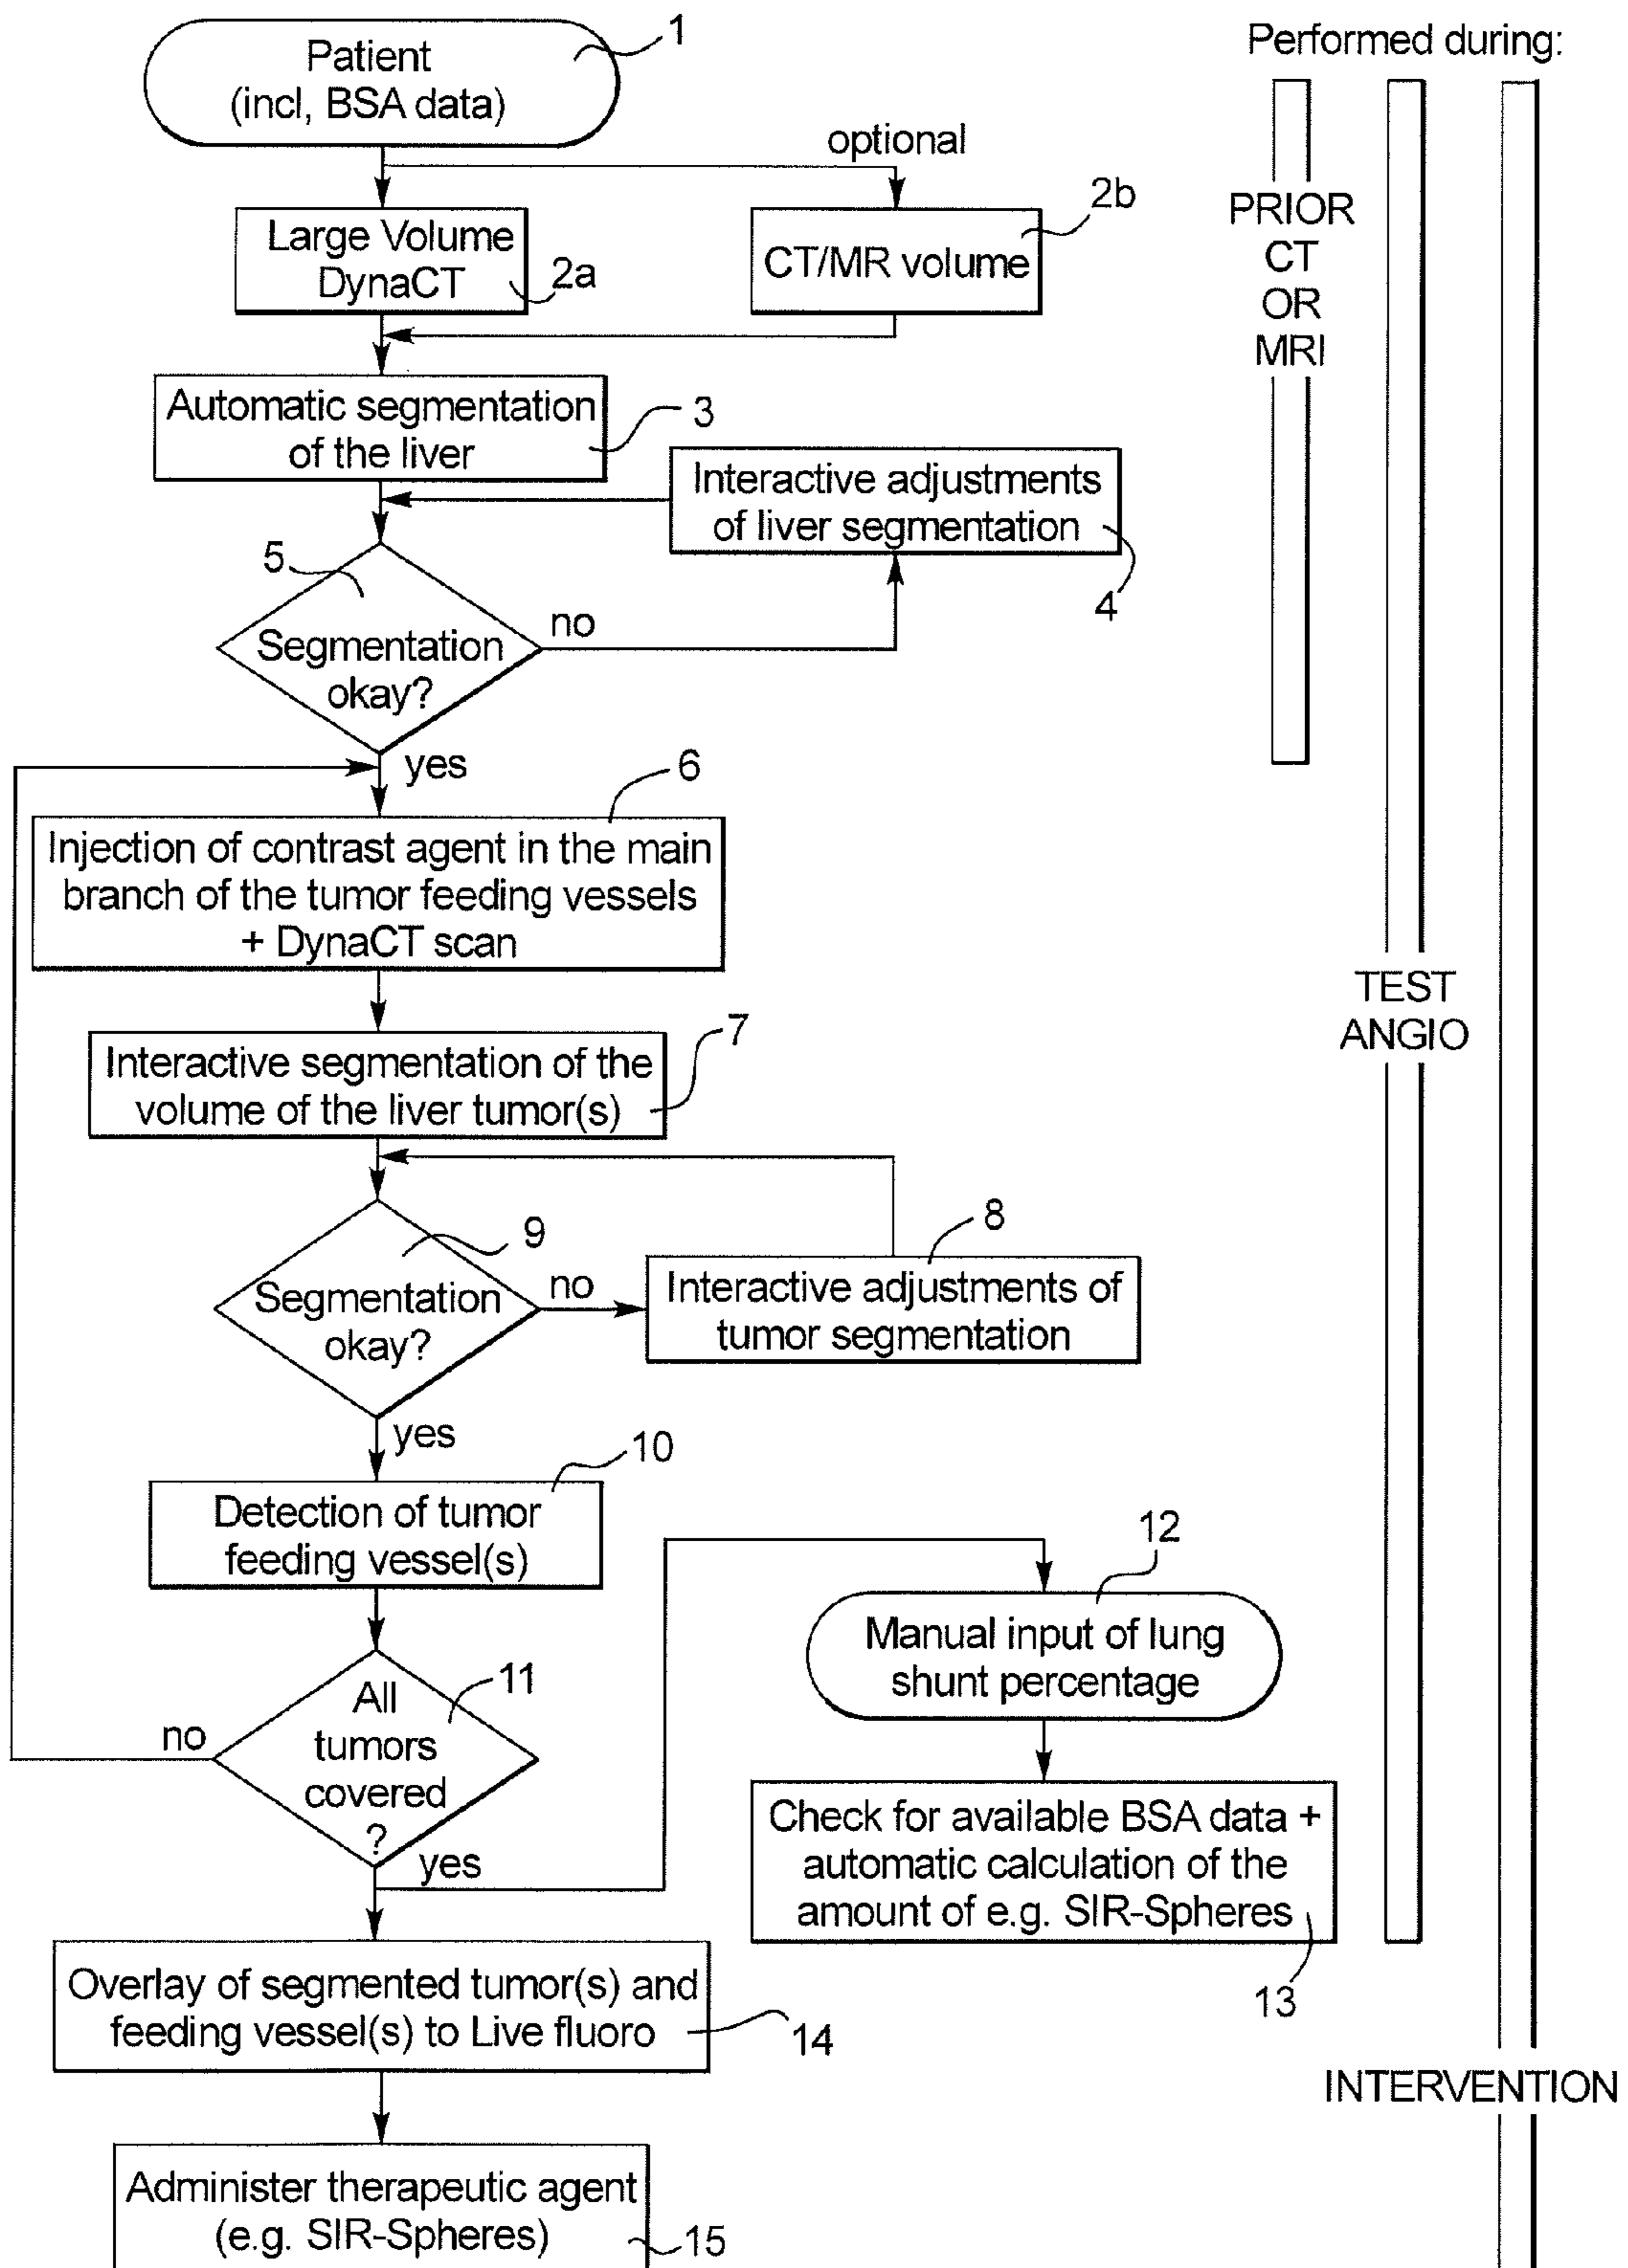 Performed during:
1
Patient
(incl, BSA data)
optional
2b
Large Volume
DynaCT
2a
CT/MR volume
PRIOR
CT
OR
MRI
Automatic segmentation
of the liver
3
Interactive adjustments
of liver segmentation
4
5
Segmentation
okay?
no
yes
6
Injection of contrast agent in the main
branch of the tumor feeding vessels
+ DynaCT scan
TEST
ANGIO
7
Interactive segmentation of the
volume of the liver tumor(s)
8
9
Segmentation
okay?
no
Interactive adjustments of
tumor segmentation
yes
10
Detection of tumor
feeding vessel(s)
12
Manual input of lung
shunt percentage
11
All
tumors
covered
?
no
yes
Check for available BSA data +
automatic calculation of the
amount of e.g. SIR-Spheres
13
Overlay of segmented tumor(s) and
feeding vessel(s) to Live fluoro
14
INTERVENTION
Administer therapeutic agent
(e.g. SIR-Spheres)
15